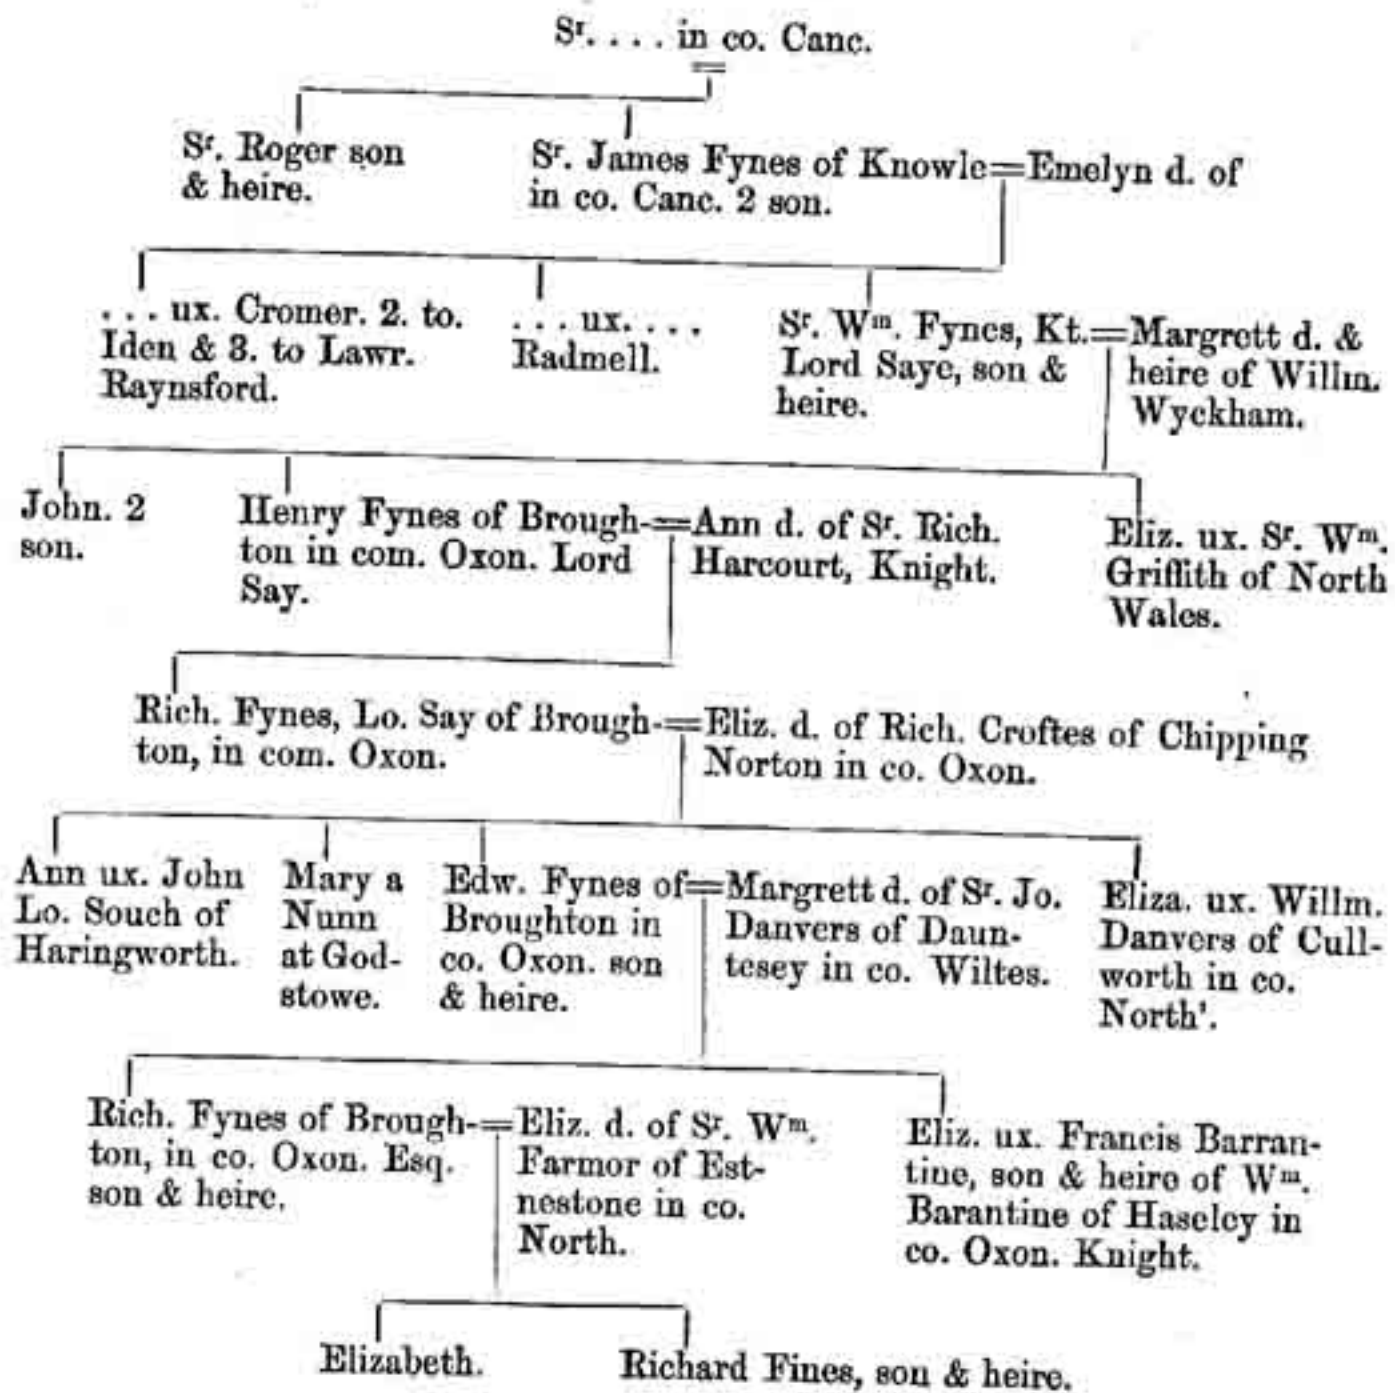 Sr. . . . in co. Canc.
Sr. Roger son
& heire.
Sr. James Fynes of Knowle=Emelyn d. of
in co. Canc. 2 son.
. . . ux. Cromer. 2. to.
Iden & 3. to Lawr.
Raynsford.
. . . ux. . . .
Radmell.
Sr. Wm. Fynes, Kt.=Margrett d. &
Lord Saye, son &
heire.
heire of Willm.
Wyckham.
John. 2
son.
Henry Fynes of Brough-=Ann d. of Sr. Rich.
ton in com. Oxon. Lord
Say.
Harcourt, Knight.
Eliz. ux. Sr. Wm.
Griffith of North
Wales.
Rich. Fynes, Lo. Say of Brough-=Eliz. d. of Rich. Croftes of Chipping
ton, in com. Oxon.
Norton in co. Oxon.
Ann ux. John
Lo. Souch of
Haringworth.
Mary a
Nunn
at God-
stowe.
Edw. Fynes of=Margrett d. of Sr. Jo.
Broughton in
co. Oxon. son
& heire.
Danvers of Daun-
tesey in co. Wiltes.
Eliza. ux. Willm.
Danvers of Cull-
worth in co.
North'.
Rich. Fynes of Brough-=Eliz. d. of Sr. Wm.
ton, in co. Oxon. Esq.
son & heire.
Farmor of Est-
nestone in co.
North.
Eliz. ux. Francis Barran-
tine, son & heire of Wm.
Barantine of Haseley in
co. Oxon. Knight.
Elizabeth.
Richard Fines, son & heire.